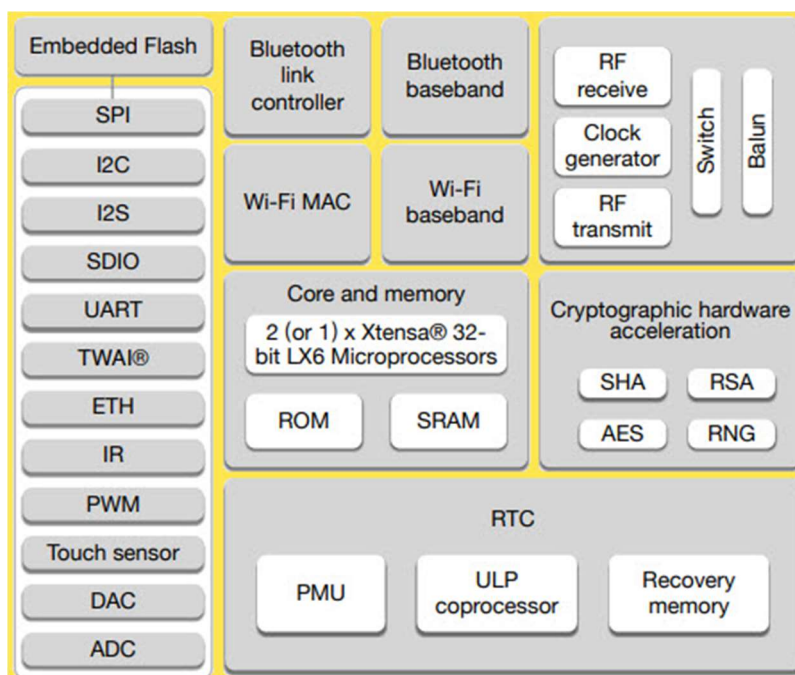 Embedded Flash
SPI
I2C
I2S
SDIO
UART
TWAI®
ETH
IR
PWM
Touch sensor
DAC
ADC
Bluetooth
link
controller
Bluetooth
baseband
Wi-Fi MAC
Wi-Fi
baseband
RF
receive
Clock
generator
RF
transmit
Switch
Balun
Core and memory
2 (or 1) x Xtensa® 32-
bit LX6 Microprocessors
ROM
SRAM
Cryptographic hardware
acceleration
SHA
RSA
AES
RNG
RTC
PMU
ULP
coprocessor
Recovery
memory